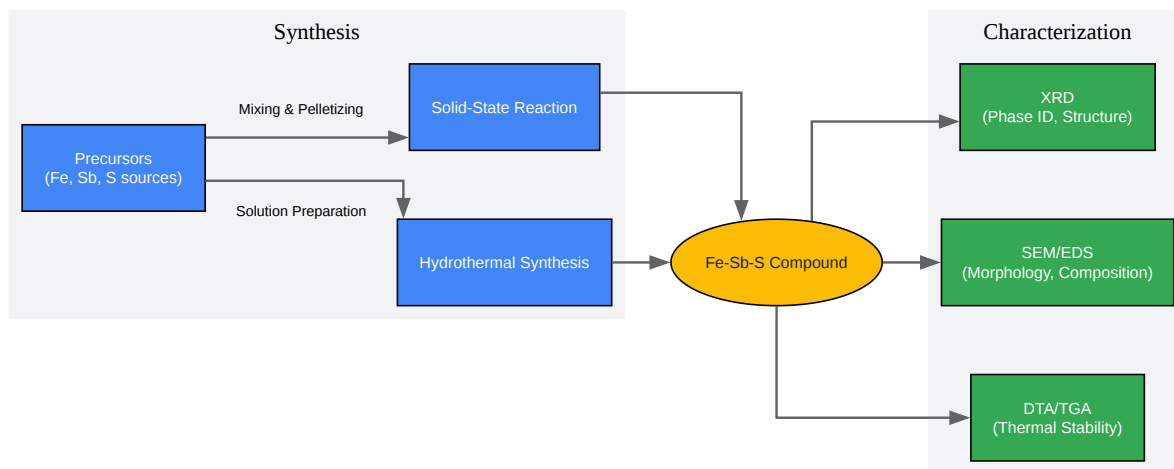 Synthesis
Characterization
Precursors
(Fe, Sb, S sources)
Mixing & Pelletizing
Solution Preparation
Solid-State Reaction
Hydrothermal Synthesis
Fe-Sb-S Compound
XRD
(Phase ID, Structure)
SEM/EDS
(Morphology, Composition)
DTA/TGA
(Thermal Stability)